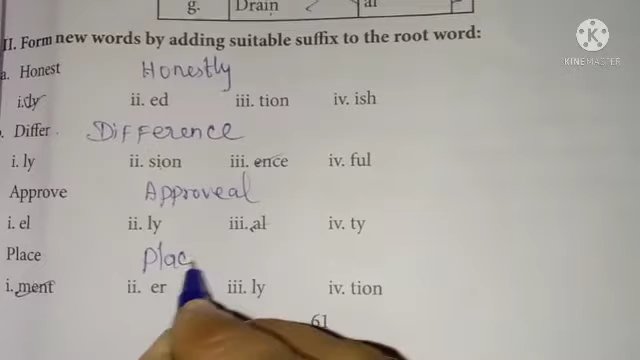 g. Drain al
II. Form new words by adding suitable suffix to the root word:
KINEMASTER
a. Honest Honestly
i. ly ii. ed iii. tion iv. ish
. Differ Difference
i. ly ii. sion iii. ence iv. ful
Approve Approveal
i. el ii. ly iii. al iv. ty
Place Plac
i. ment ii. er iii. ly iv. tion
61